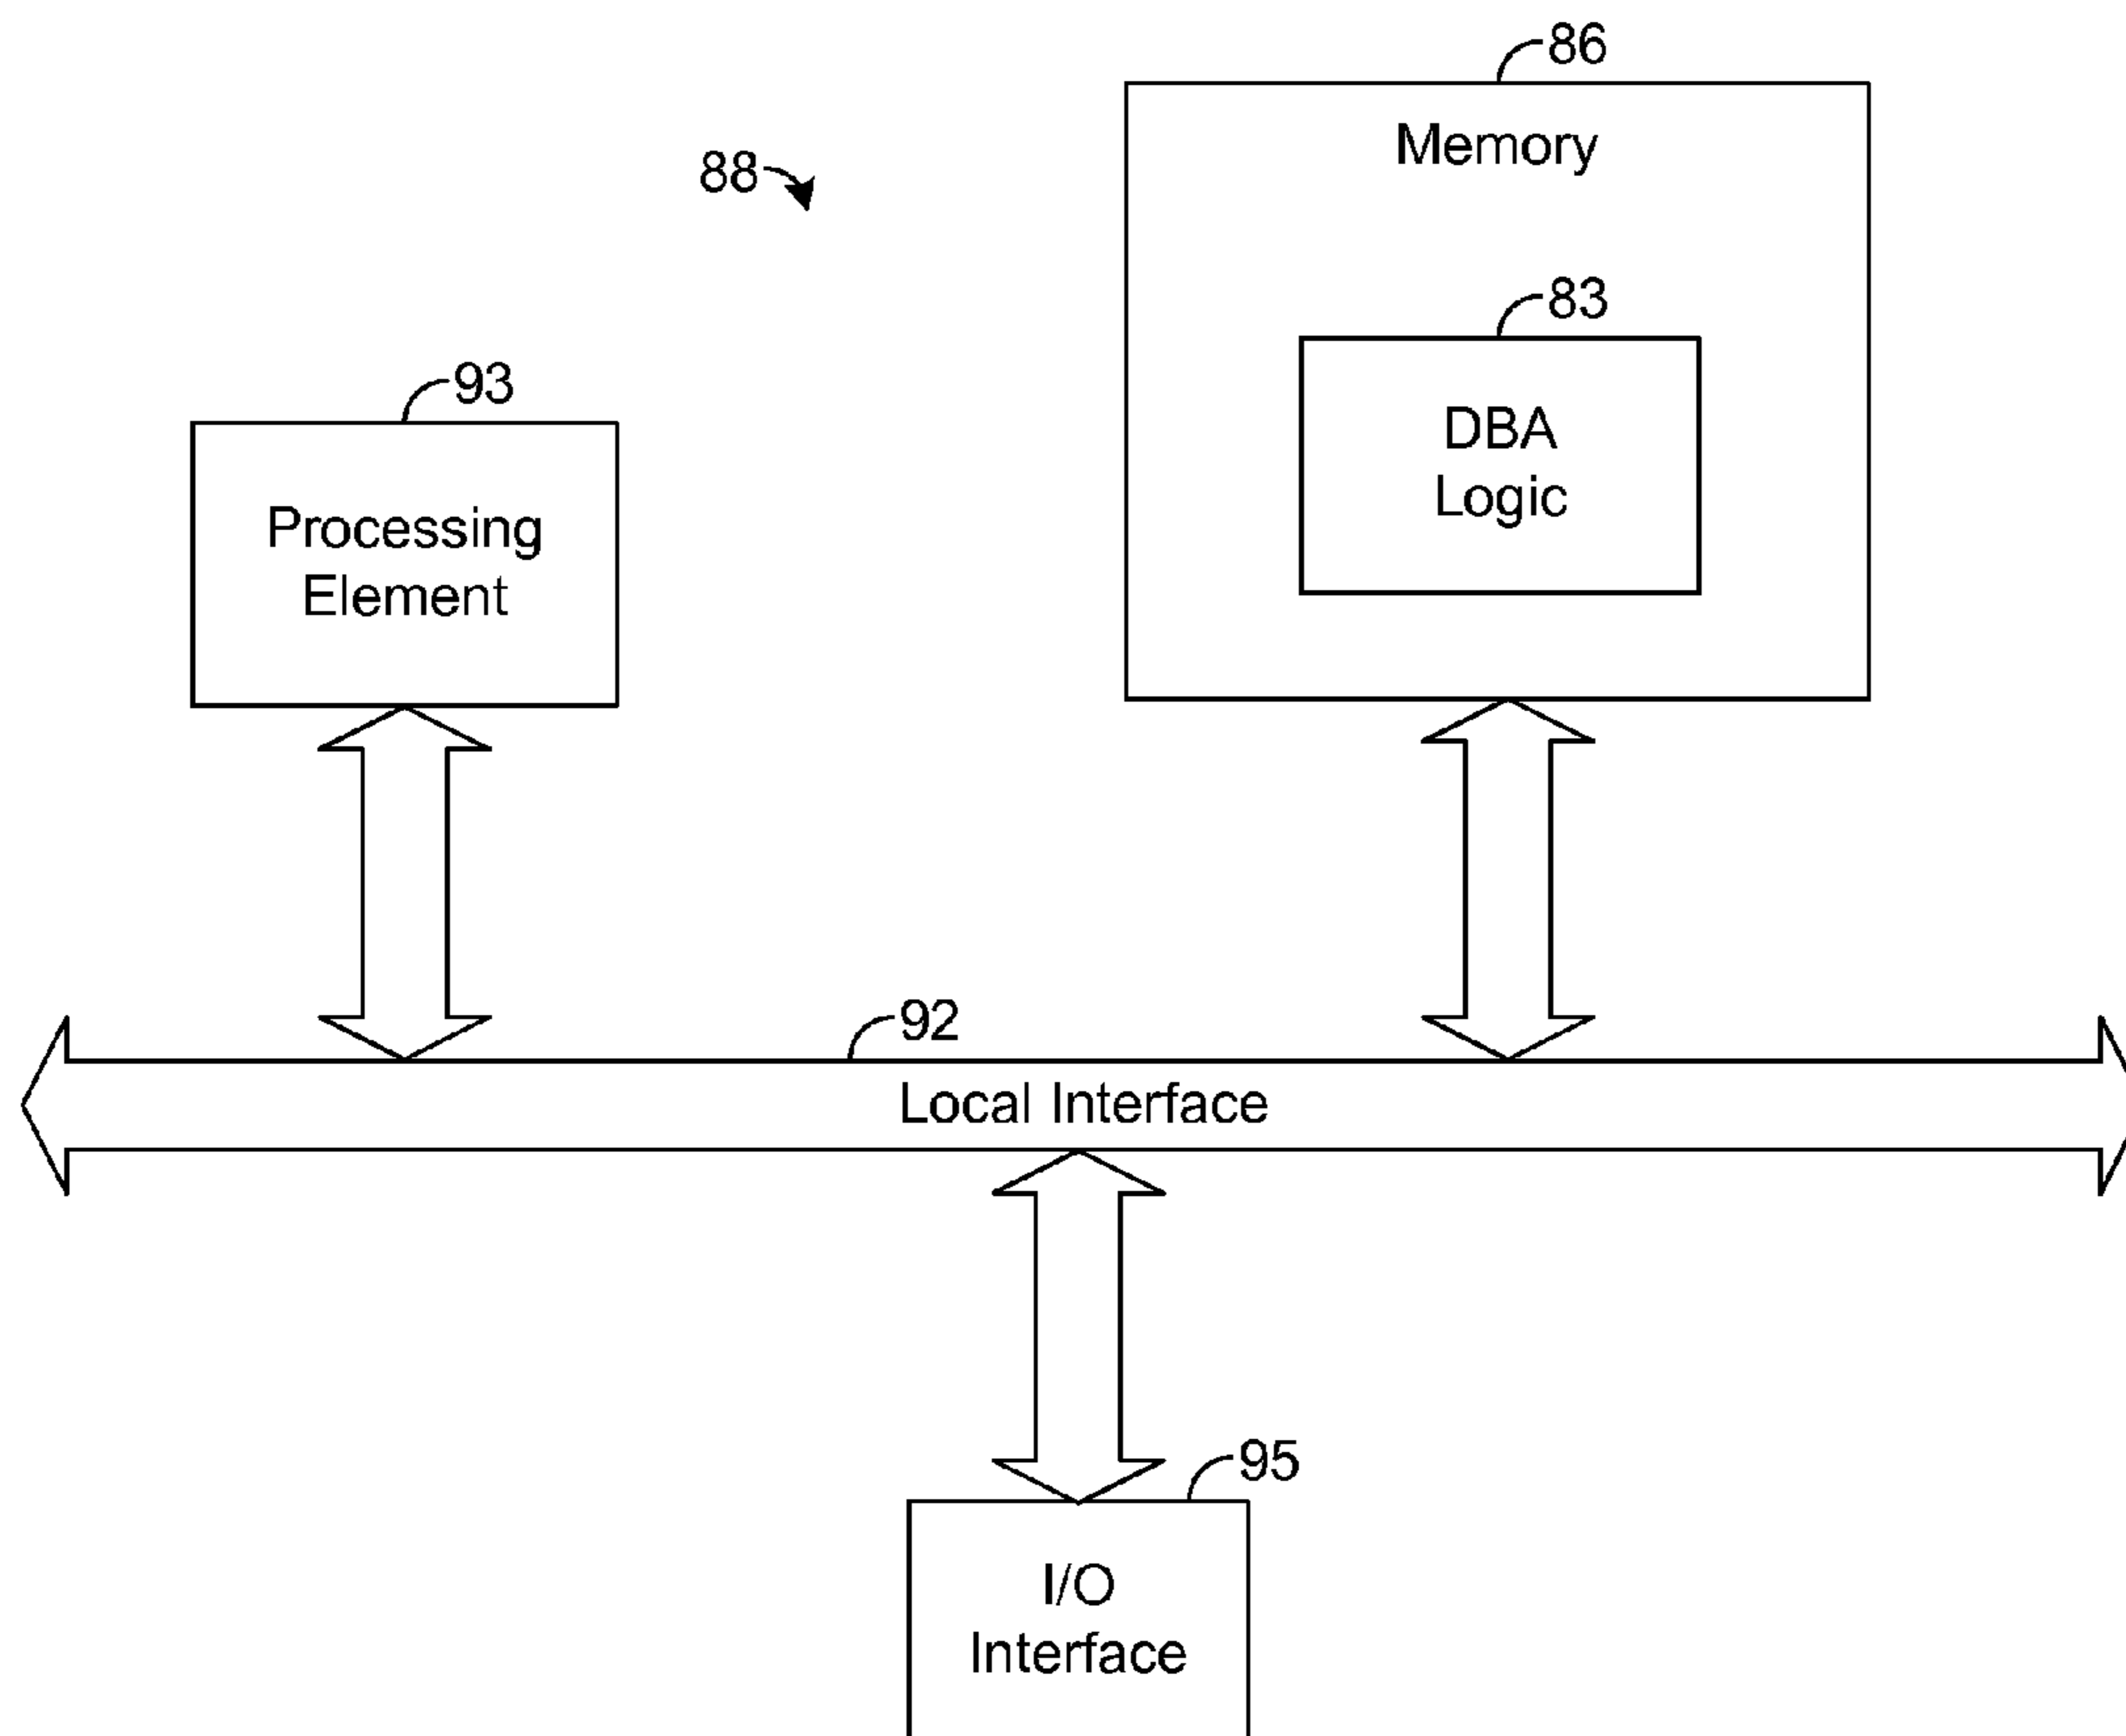 86
Memory
88
83
DBA
Logic
93
Processing
Element
92
Local Interface
95
I/O
Interface